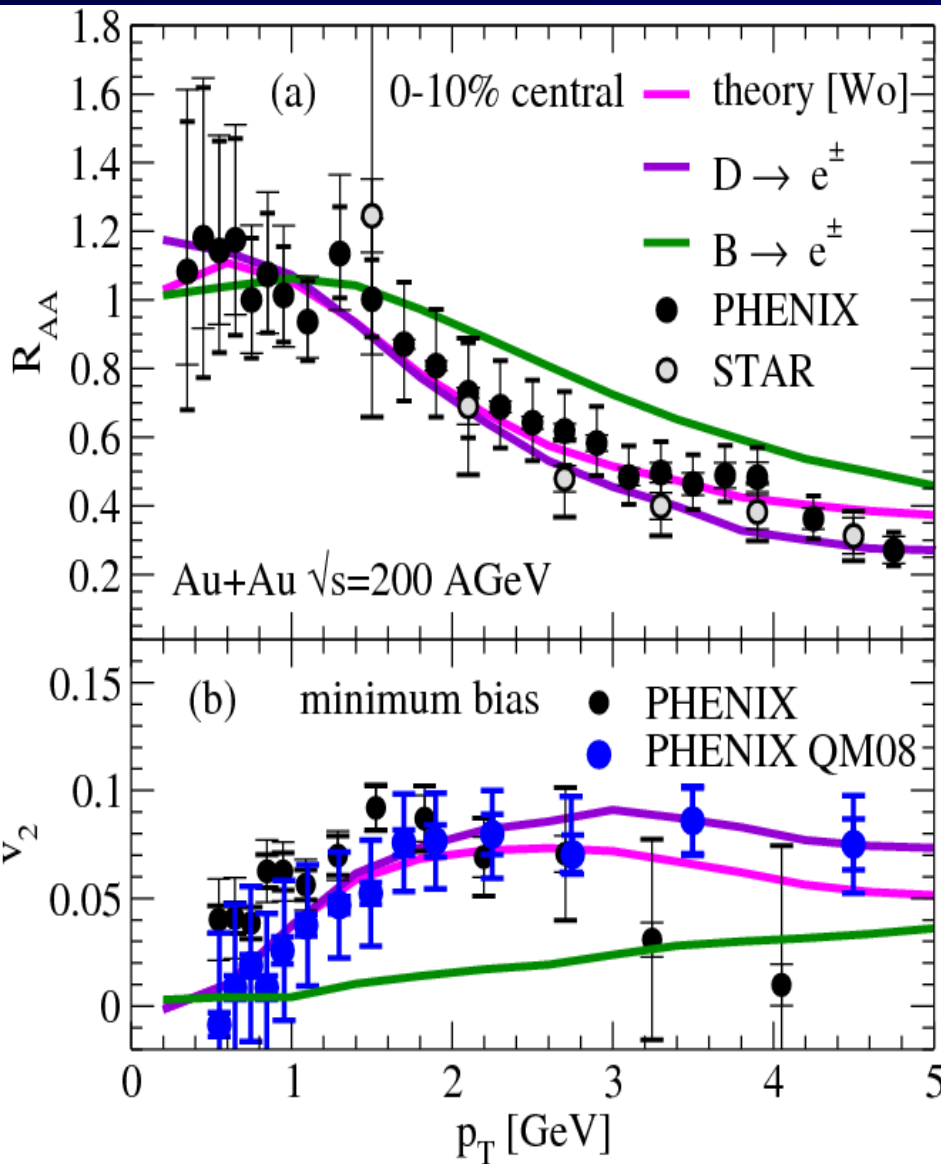 1.8
1.6
1.4
1.2
1
0.8
0.6
0.4
0.2
R_AA
(a)
0-10% central
theory [Wo]
D → e^±
B → e^±
PHENIX
STAR
Au+Au √s=200 AGeV
0.15
0.1
0.05
0
v_2
(b)
minimum bias
PHENIX
PHENIX QM08
0 1 2 3 4 5
p_T [GeV]